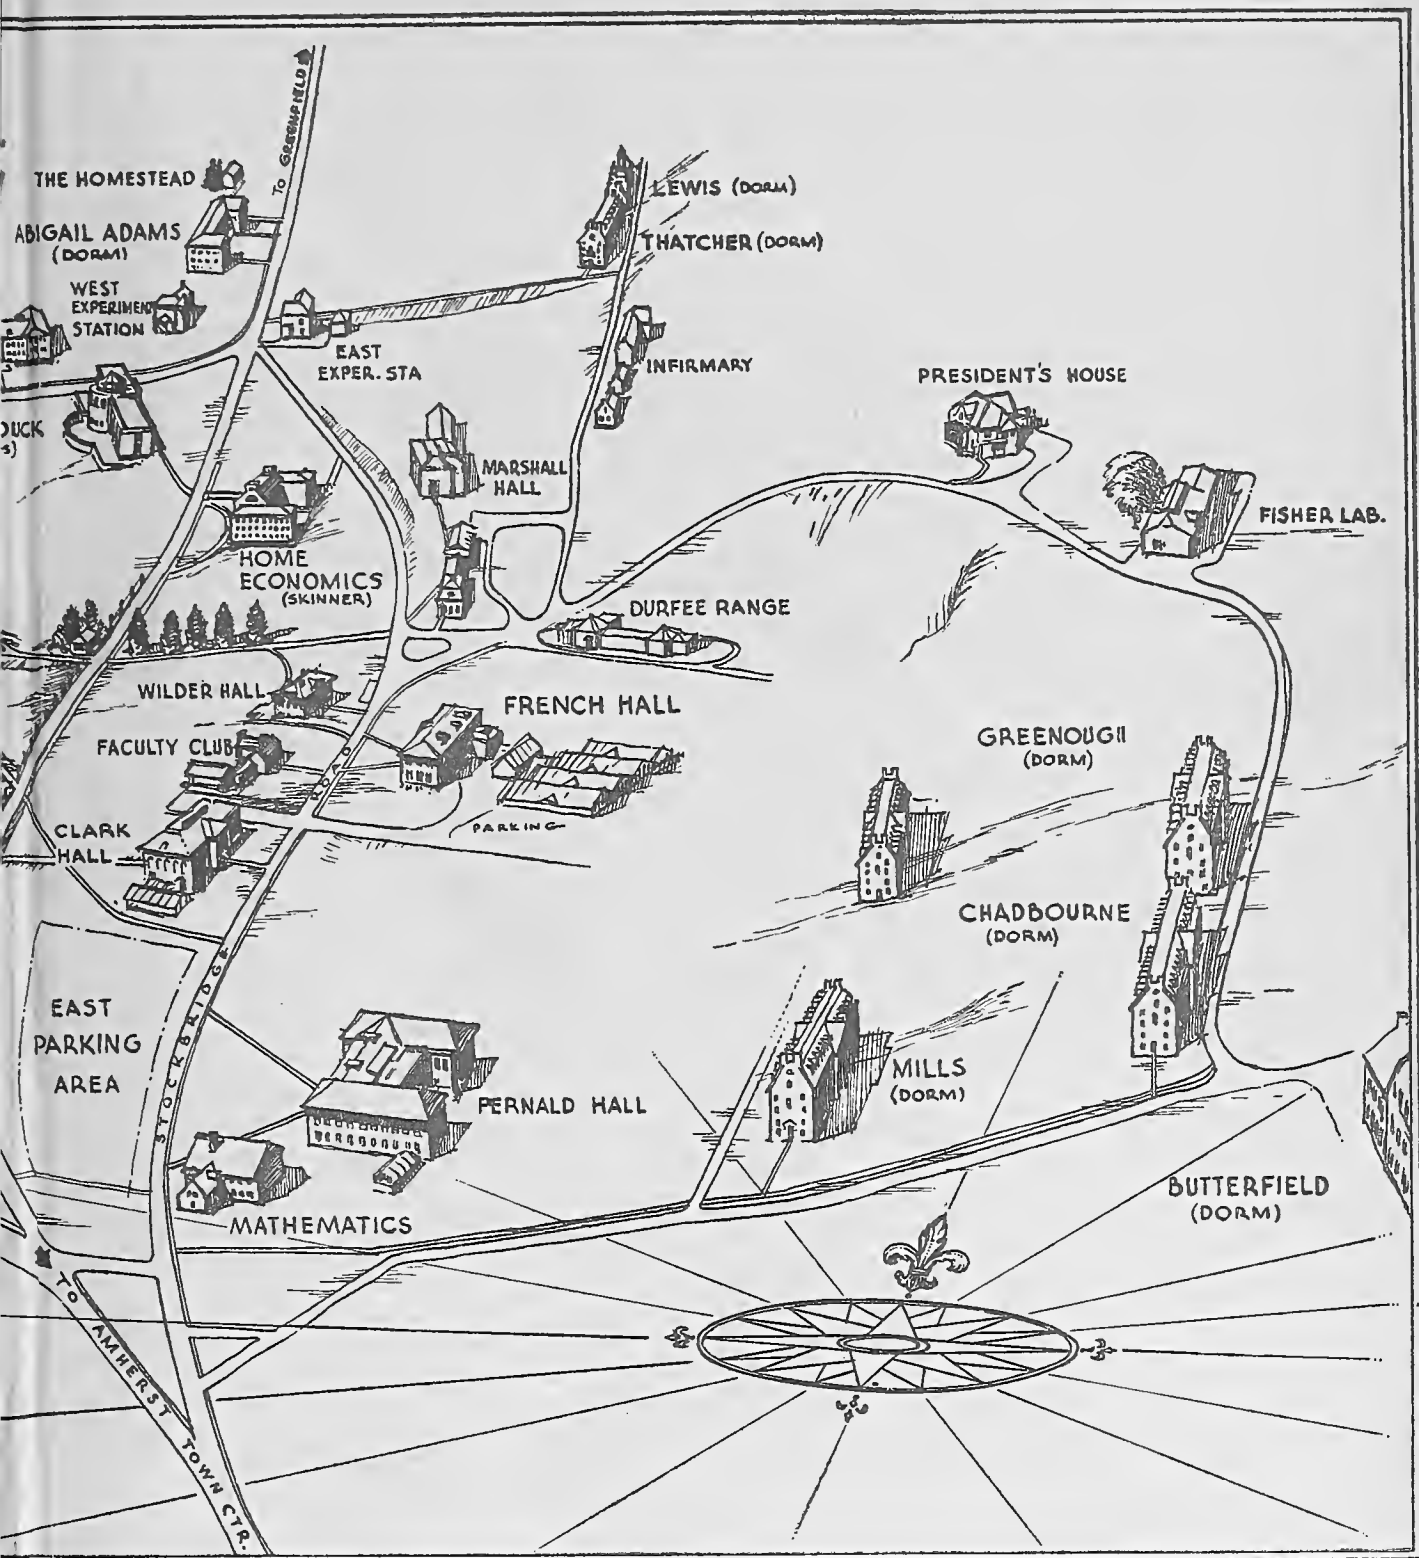 TO GREENFIELD
THE HOMESTEAD
LEWIS (DORM)
ABIGAIL ADAMS
(DORM)
THATCHER (DORM)
WEST
EXPERIMENT
STATION
EAST
EXPER. STA
INFIRMARY
PRESIDENT'S HOUSE
MARSHALL
HALL
FISHER LAB.
HOME
ECONOMICS
(SKINNER)
DURFEE RANGE
WILDER HALL
FRENCH HALL
FACULTY CLUB
GREENOUGH
(DORM)
PARKING
CLARK
HALL
CHADBOURNE
(DORM)
EAST
PARKING
AREA
STOCKBRIDGE ROAD
MILLS
(DORM)
FERNALD HALL
MATHEMATICS
BUTTERFIELD
(DORM)
TO AMHERST TOWN CTR.